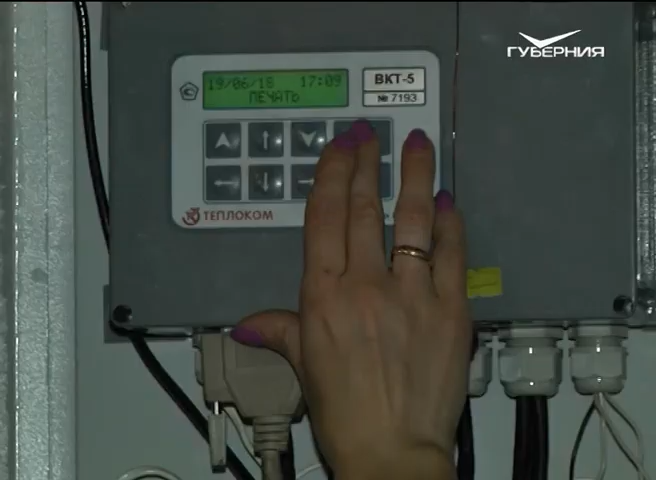 ГУБЕРНИЯ
19/06/18 17:09
ПЕЧАТЬ
ВКТ-5
№ 7193
ТЕПЛОКОМ